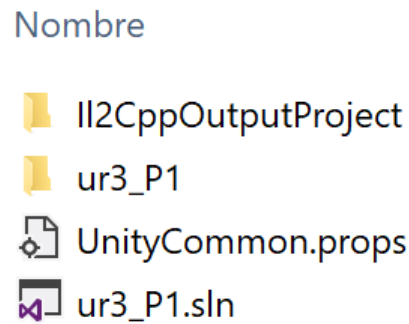 Nombre
Il2CppOutputProject
ur3_P1
UnityCommon.props
ur3_P1.sln